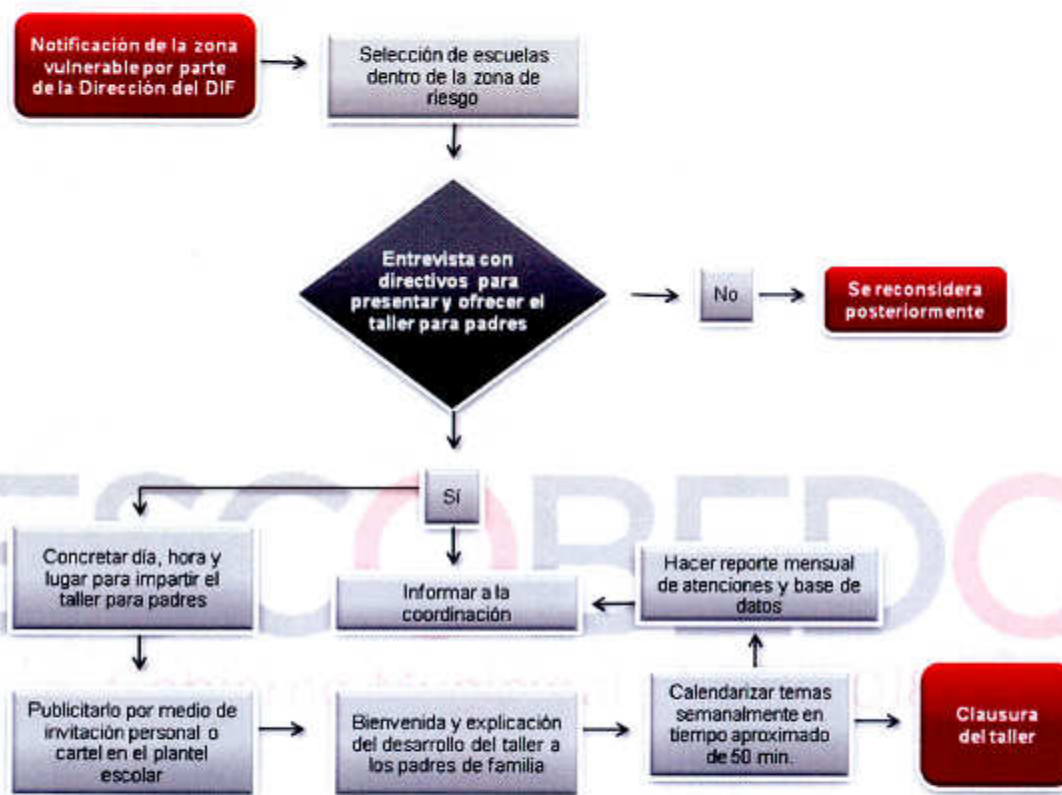 Notificación de la zona
vulnerable por parte
de la Dirección del DIF
Selección de escuelas
dentro de la zona de
riesgo
Entrevista con
directivos para
presentar y ofrecer el
taller para padres
No
Se reconsidera
posteriormente
Sí
Concretar día, hora y
lugar para impartir el
taller para padres
Informar a la
coordinación
Hacer reporte mensual
de atenciones y base de
datos
ESCOBEDO
Publicitarlo por medio de
invitación personal o
cartel en el plantel
escolar
Bienvenida y explicación
del desarrollo del taller a
los padres de familia
Calendarizar temas
semanalmente en
tiempo aproximado
de 50 min.
Clausura
del taller